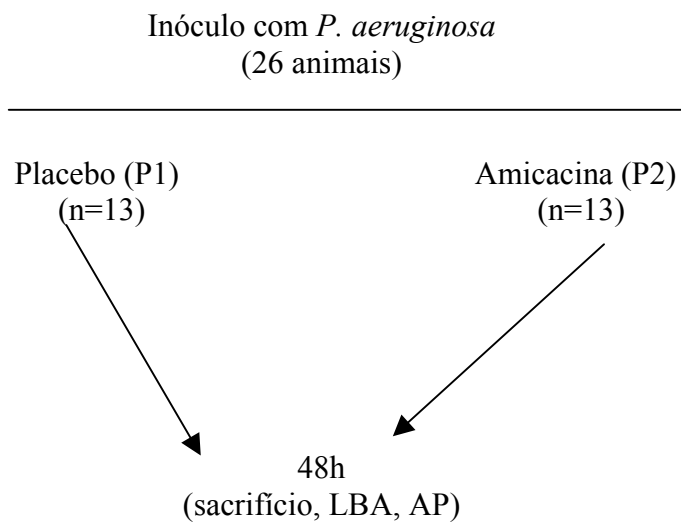 Inóculo com P. aeruginosa
(26 animais)
Placebo (P1)
(n=13)
Amicacina (P2)
(n=13)
48h
(sacrifício, LBA, AP)